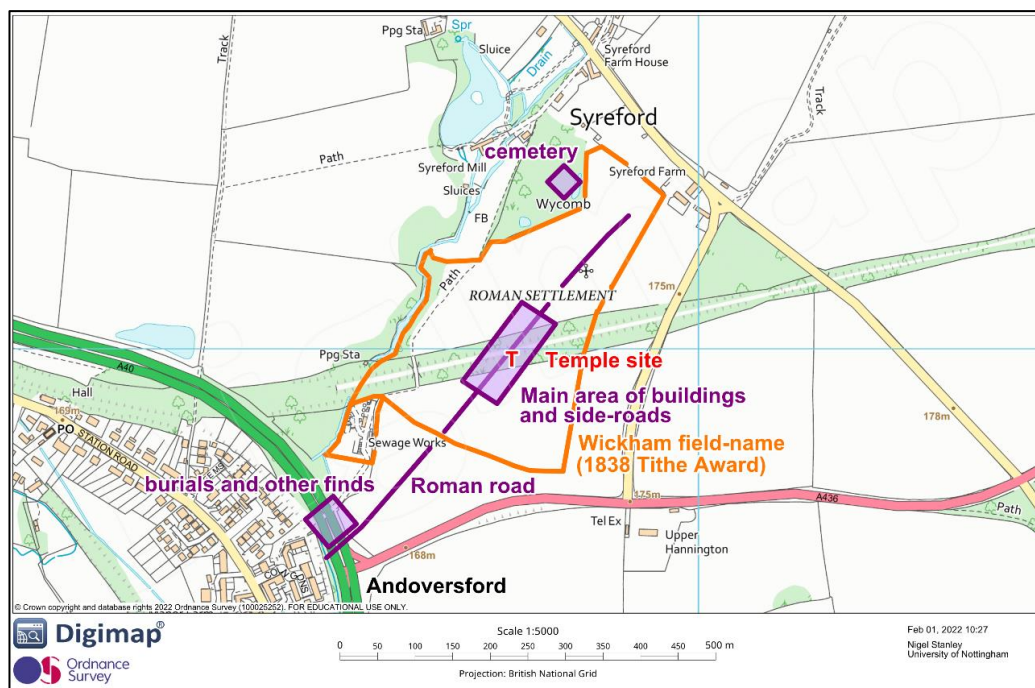 Ppg Sta
Spr
Sluice
Syreford
Farm House
Drain
Track
Track
Syreford
cemetery
Path
Syreford Mill
Syreford Farm
Wycomb
Sluices
FB
Path
ROMAN SETTLEMENT
175m
Ppg Sta
T Temple site
A40
Hall
Main area of buildings
and side-roads
178m
169m
PO STATION ROAD
Sewage Works
Wickham field-name
(1838 Tithe Award)
burials and other finds
Roman road
175m
A436
Path
Tel Ex
Upper
Hannington
168m
Andoversford
© Crown copyright and database rights 2022 Ordnance Survey (100025252). FOR EDUCATIONAL USE ONLY.
Digimap®
Ordnance
Survey
Scale 1:5000
0 100 200 300 400 500 m
Projection: British National Grid
Feb 01, 2022 10:27
Nigel Stanley
University of Nottingham